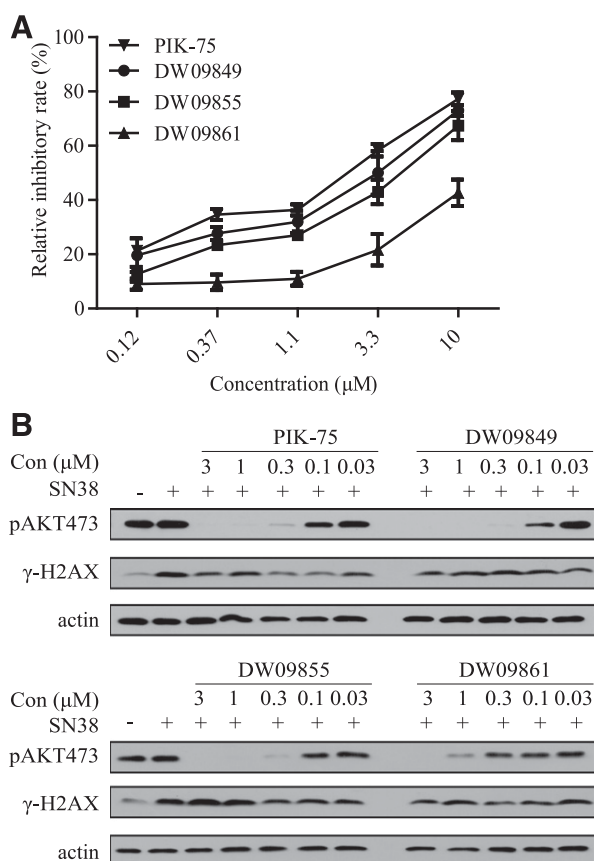 A
Relative inhibitory rate (%)
100
80
60
40
20
0
PIK-75
DW09849
DW09855
DW09861
0.12 0.37 1.1 3.3 10
Concentration (μM)
B
PIK-75 DW09849
Con (μM) 3 1 0.3 0.1 0.03 3 1 0.3 0.1 0.03
SN38 - + + + + + + + + + + +
pAKT473
γ-H2AX
actin
DW09855 DW09861
Con (μM) 3 1 0.3 0.1 0.03 3 1 0.3 0.1 0.03
SN38 - + + + + + + + + + + +
pAKT473
γ-H2AX
actin